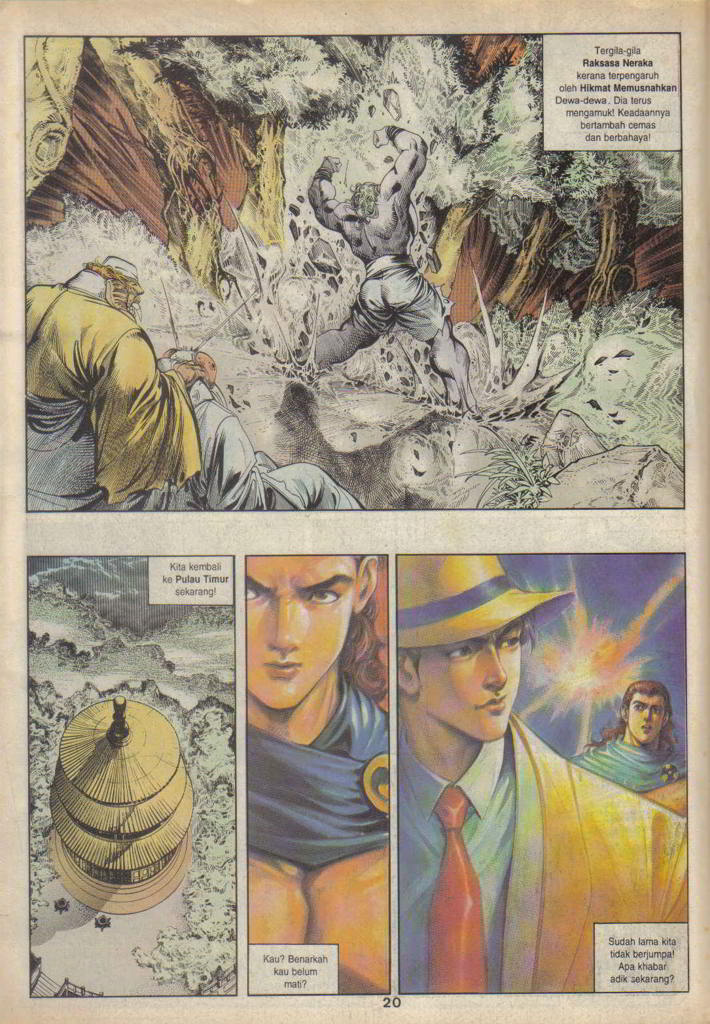 Tergila-gila
Raksasa Neraka
kerana terpengaruh
oleh Hikmat Memusnahkan
Dewa-dewa. Dia terus
mengamuk! Keadaannya
bertambah cemas
dan berbahaya!
Kita kembali
ke Pulau Timur
sekarang!
Kau? Benarkah
kau belum
mati?
Sudah lama kita
tidak berjumpa!
Apa khabar
adik sekarang?
20